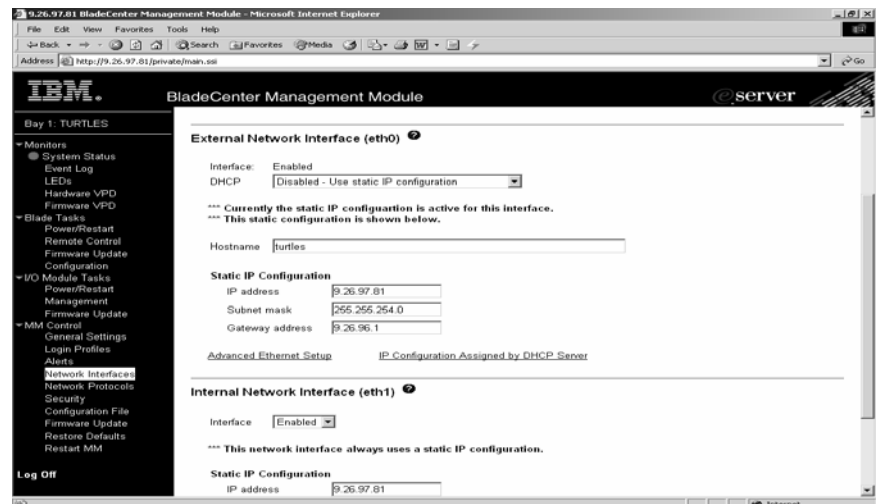 9.26.97.81 BladeCenter Management Module - Microsoft Internet Explorer
File Edit View Favorites Tools Help
Back Search Favorites Media
Address http://9.26.97.81/private/main.ssi Go
IBM. BladeCenter Management Module @server
Bay 1: TURTLES
Monitors
System Status
Event Log
LEDs
Hardware VPD
Firmware VPD
Blade Tasks
Power/Restart
Remote Control
Firmware Update
Configuration
I/O Module Tasks
Power/Restart
Management
Firmware Update
MM Control
General Settings
Login Profiles
Alerts
Network Interfaces
Network Protocols
Security
Configuration File
Firmware Update
Restore Defaults
Restart MM
Log Off
External Network Interface (eth0)
Interface: Enabled
DHCP Disabled - Use static IP configuration
*** Currently the static IP configuartion is active for this interface.
*** This static configuration is shown below.
Hostname turtles
Static IP Configuration
IP address 9.26.97.81
Subnet mask 255.255.254.0
Gateway address 9.26.96.1
Advanced Ethernet Setup IP Configuration Assigned by DHCP Server
Internal Network Interface (eth1)
Interface Enabled
*** This network interface always uses a static IP configuration.
Static IP Configuration
IP address 9.26.97.81
Internet